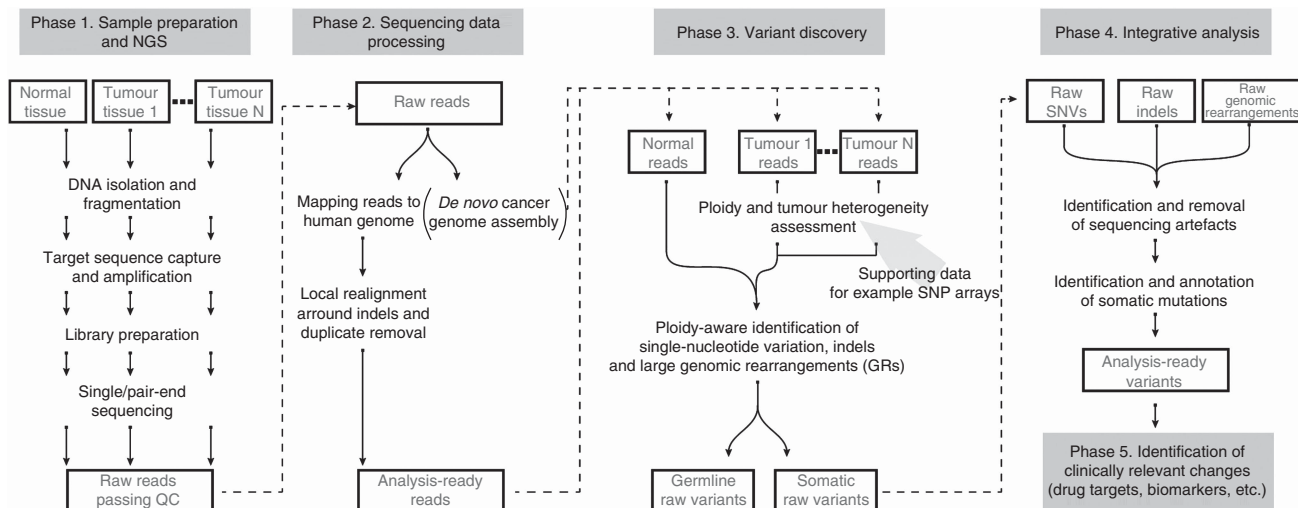 Phase 1. Sample preparation
and NGS
Normal
tissue
Tumour
tissue 1
Tumour
tissue N
DNA isolation and
fragmentation
Target sequence capture
and amplification
Library preparation
Single/pair-end
sequencing
Raw reads
passing QC
Phase 2. Sequencing data
processing
Raw reads
Mapping reads to
human genome
(De novo cancer
genome assembly)
Local realignment
arround indels and
duplicate removal
Analysis-ready
reads
Phase 3. Variant discovery
Normal
reads
Tumour 1
reads
Tumour N
reads
Ploidy and tumour heterogeneity
assessment
Supporting data
for example SNP arrays
Ploidy-aware identification of
single-nucleotide variation, indels
and large genomic rearrangements (GRs)
Germline
raw variants
Somatic
raw variants
Phase 4. Integrative analysis
Raw
SNVs
Raw
indels
Raw
genomic
rearrangements
Identification and removal
of sequencing artefacts
Identification and annotation
of somatic mutations
Analysis-ready
variants
Phase 5. Identification of
clinically relevant changes
(drug targets, biomarkers, etc.)